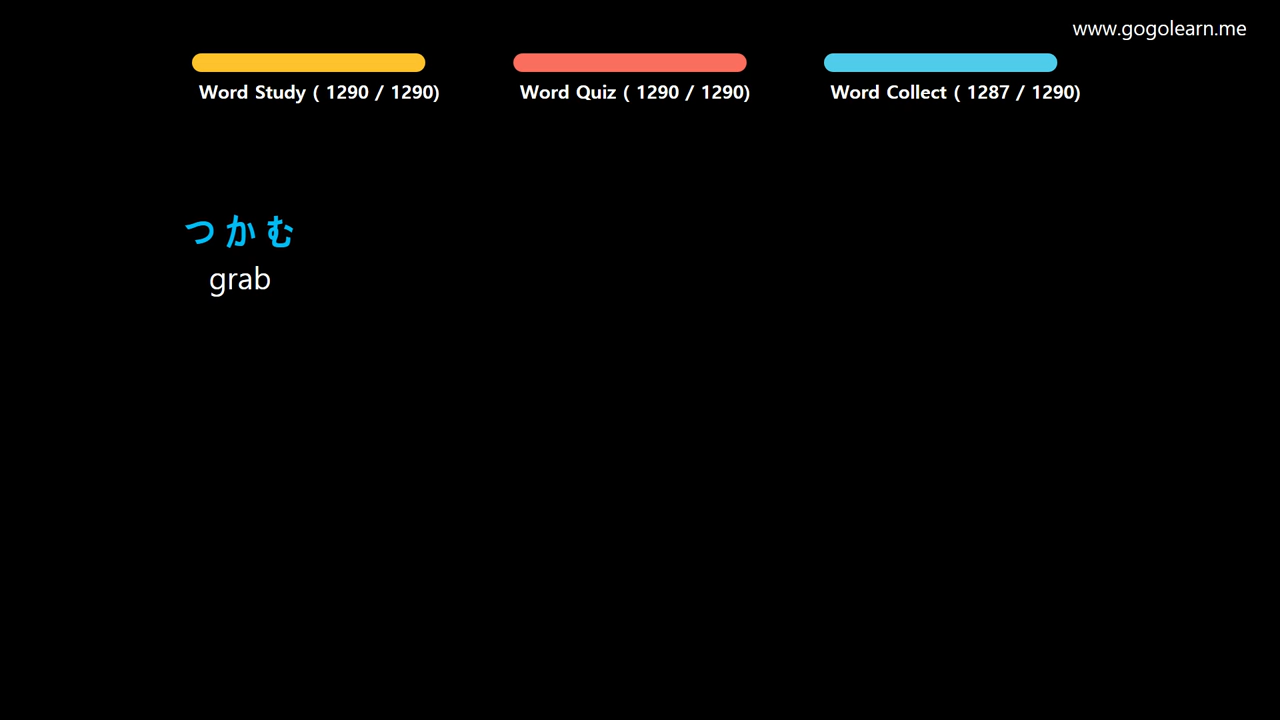 www.gogolearn.me
Word Study ( 1290 / 1290)
Word Quiz ( 1290 / 1290)
Word Collect ( 1287 / 1290)
つかむ
grab